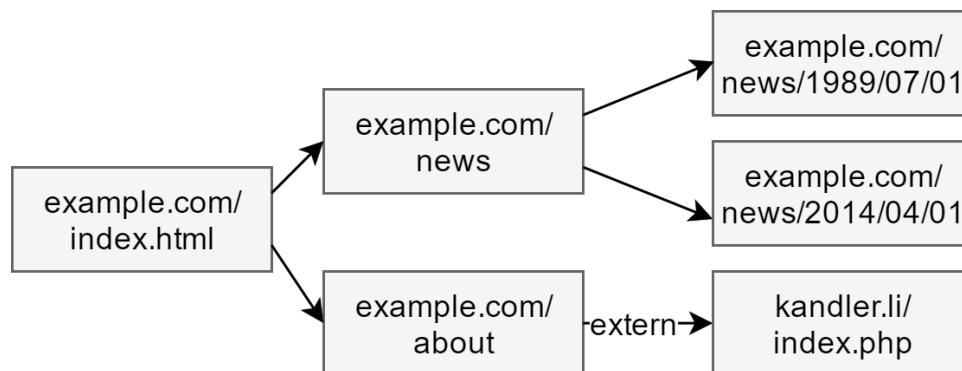 example.com/
index.html
example.com/
news
example.com/
about
extern
example.com/
news/1989/07/01
example.com/
news/2014/04/01
kandler.li/
index.php